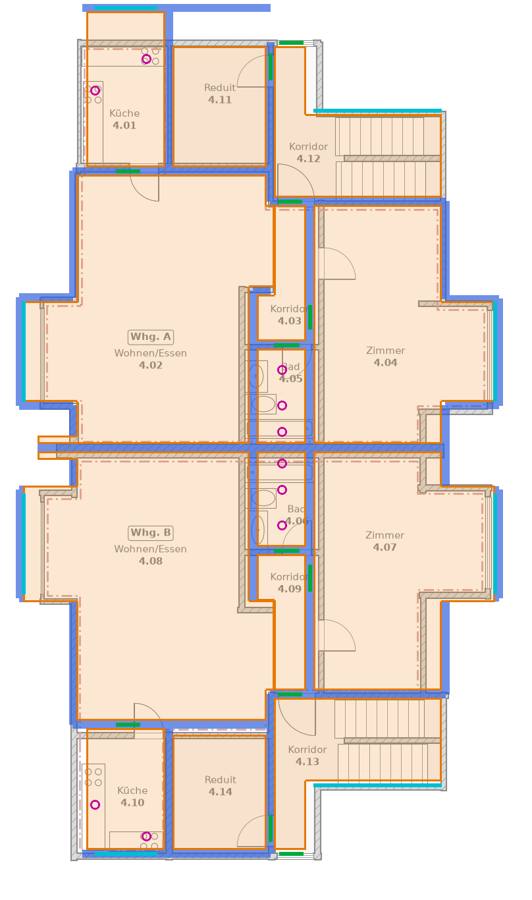 Reduit
4.11
Küche
4.01
Korridor
4.12
Korridor
4.03
Whg. A
Wohnen/Essen
4.02
Zimmer
4.04
Bad
4.05
Bad
4.06
Whg. B
Wohnen/Essen
4.08
Zimmer
4.07
Korridor
4.09
Korridor
4.13
Küche
4.10
Reduit
4.14